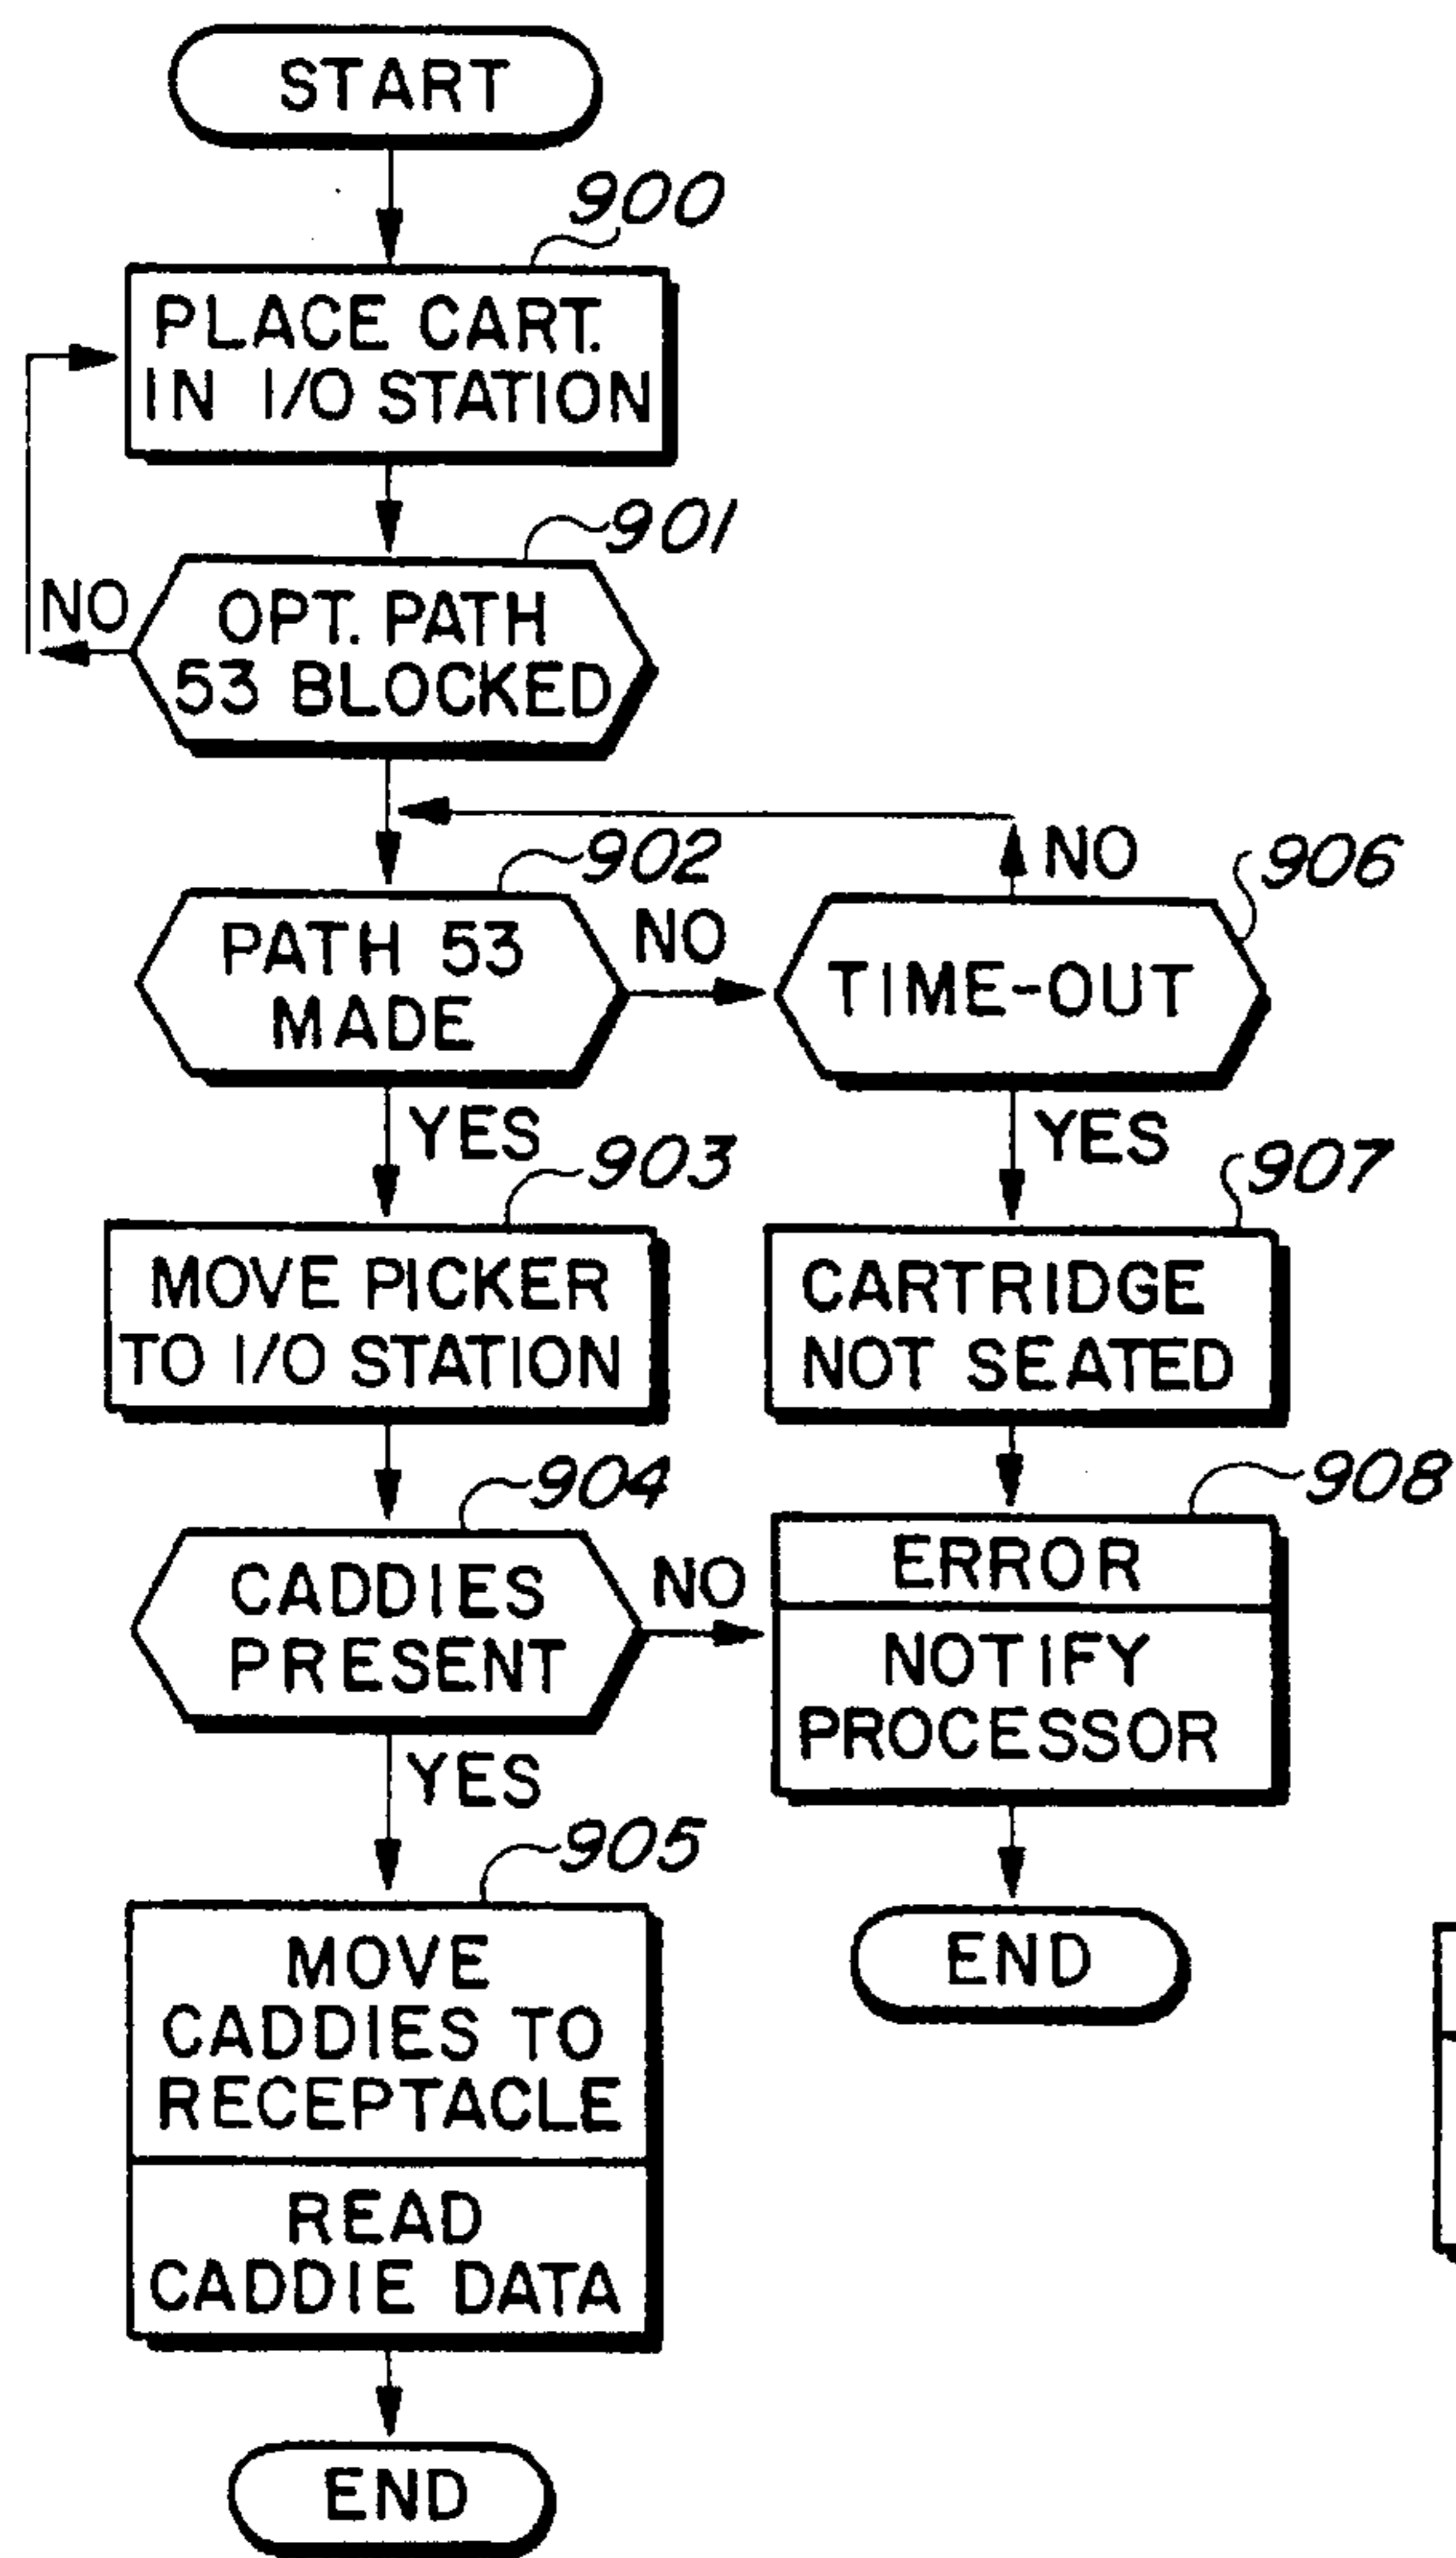 START
900
PLACE CART.
IN I/O STATION
901
NO
OPT. PATH
53 BLOCKED
902
NO
906
PATH 53
MADE
NO
TIME-OUT
YES
903
YES
907
MOVE PICKER
TO I/O STATION
CARTRIDGE
NOT SEATED
904
908
CADDIES
PRESENT
NO
ERROR
NOTIFY
PROCESSOR
YES
905
MOVE
CADDIES TO
RECEPTACLE
END
READ
CADDIE DATA
END